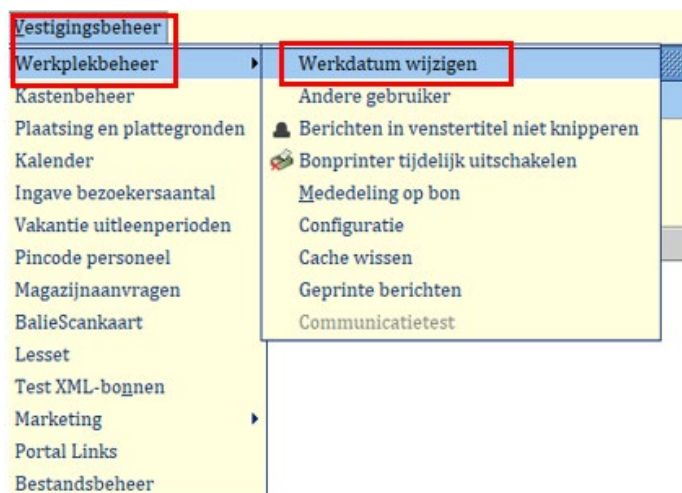 Vestigingsbeheer
Werkplekbeheer
Kastenbeheer
Plaatsing en plattegronden
Kalender
Ingave bezoekersaantal
Vakantie uitleenperioden
Pincode personeel
Magazijnaanvragen
BalieScankaart
Lesset
Test XML-bonnen
Marketing
Portal Links
Bestandsbeheer
Werkdatum wijzigen
Andere gebruiker
Berichten in venstertitel niet knipperen
Bonprinter tijdelijk uitschakelen
Mededeling op bon
Configuratie
Cache wissen
Geprinte berichten
Communicatietest